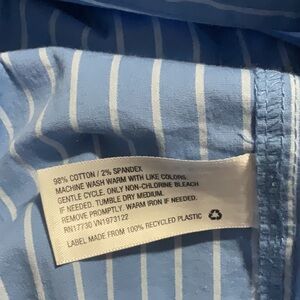 98% COTTON / 2% SPANDEX
MACHINE WASH WARM WITH LIKE COLORS.
GENTLE CYCLE. ONLY NON-CHLORINE BLEACH
IF NEEDED. TUMBLE DRY MEDIUM.
REMOVE PROMPTLY. WARM IRON IF NEEDED.
RN17730 VN1973122
LABEL MADE FROM 100% RECYCLED PLASTIC